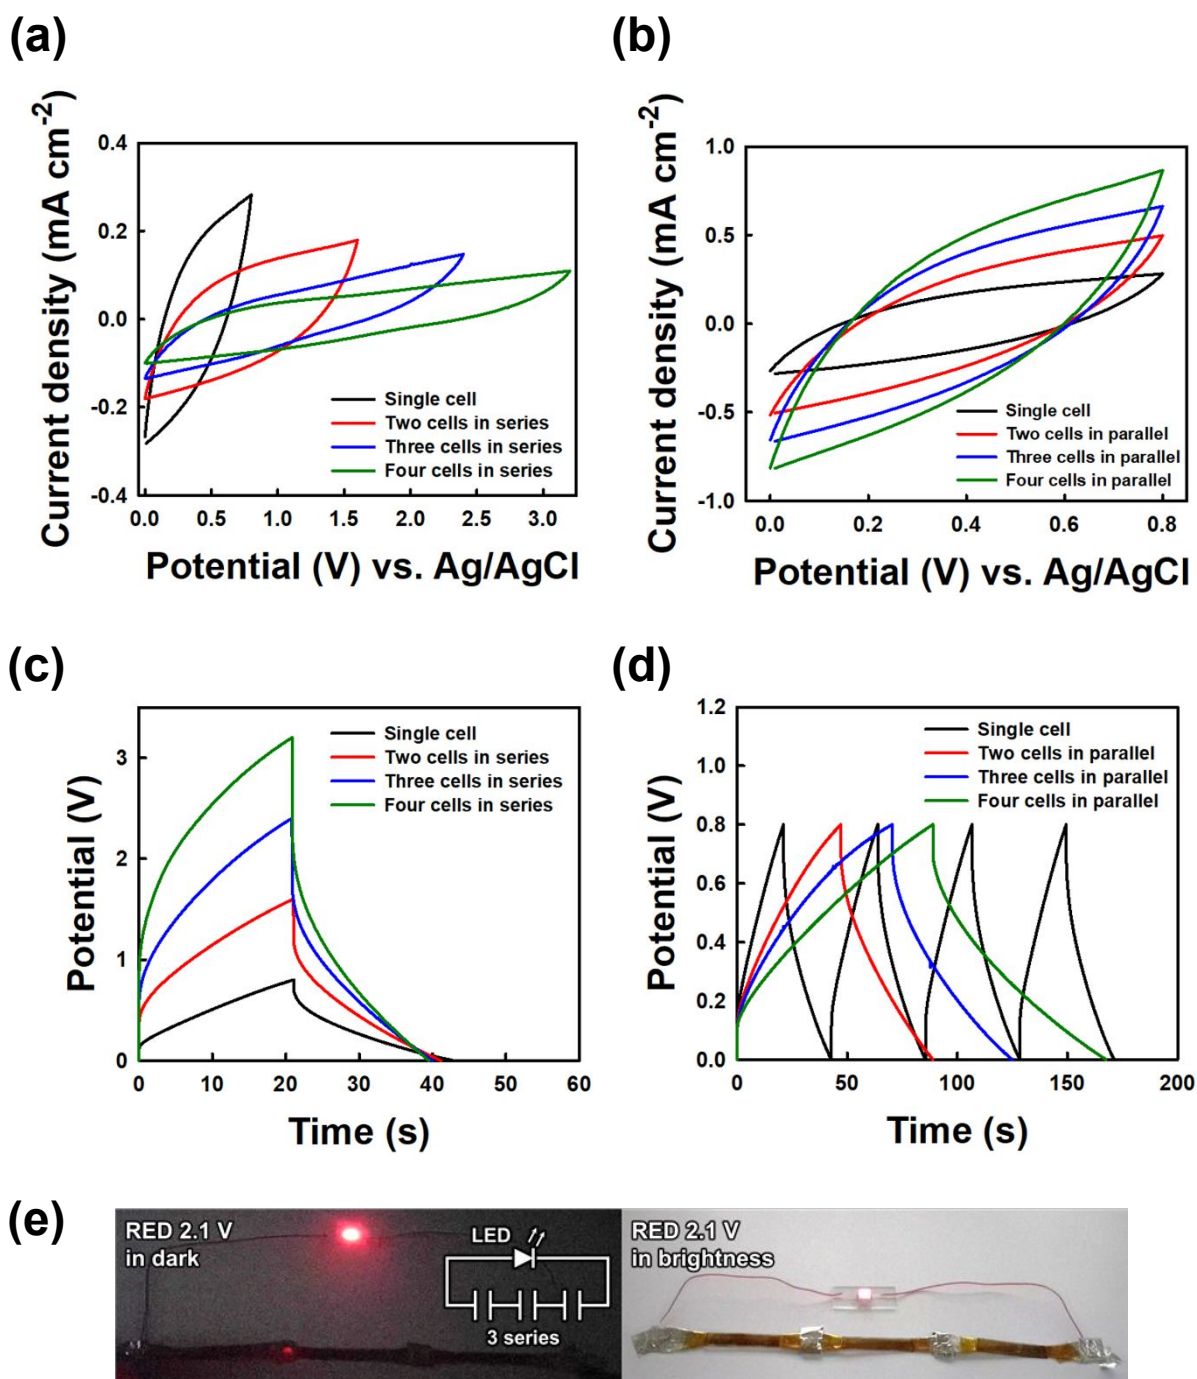 (a)
Current density (mA cm-2)
0.4
0.2
0.0
-0.2
-0.4
Single cell
Two cells in series
Three cells in series
Four cells in series
0.0 0.5 1.0 1.5 2.0 2.5 3.0
Potential (V) vs. Ag/AgCl
(b)
Current density (mA cm-2)
1.0
0.5
0.0
-0.5
-1.0
Single cell
Two cells in parallel
Three cells in parallel
Four cells in parallel
0.0 0.2 0.4 0.6 0.8
Potential (V) vs. Ag/AgCl
(c)
Potential (V)
3
2
1
0
Single cell
Two cells in series
Three cells in series
Four cells in series
0 10 20 30 40 50 60
Time (s)
(d)
Potential (V)
1.2
1.0
0.8
0.6
0.4
0.2
0.0
Single cell
Two cells in parallel
Three cells in parallel
Four cells in parallel
0 50 100 150 200
Time (s)
(e)
RED 2.1 V
in dark
LED
3 series
RED 2.1 V
in brightness